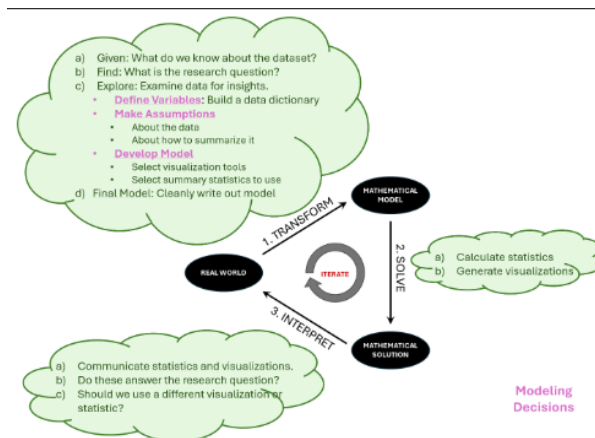 a) Given: What do we know about the dataset?
b) Find: What is the research question?
c) Explore: Examine data for insights.
• Define Variables: Build a data dictionary
• Make Assumptions
• About the data
• About how to summarize it
• Develop Model
• Select visualization tools
• Select summary statistics to use
d) Final Model: Cleanly write out model
MATHEMATICAL
MODEL
1. TRANSFORM
2. SOLVE
a) Calculate statistics
b) Generate visualizations
REAL WORLD
ITERATE
3. INTERPRET
MATHEMATICAL
SOLUTION
a) Communicate statistics and visualizations.
b) Do these answer the research question?
c) Should we use a different visualization or
statistic?
Modeling
Decisions